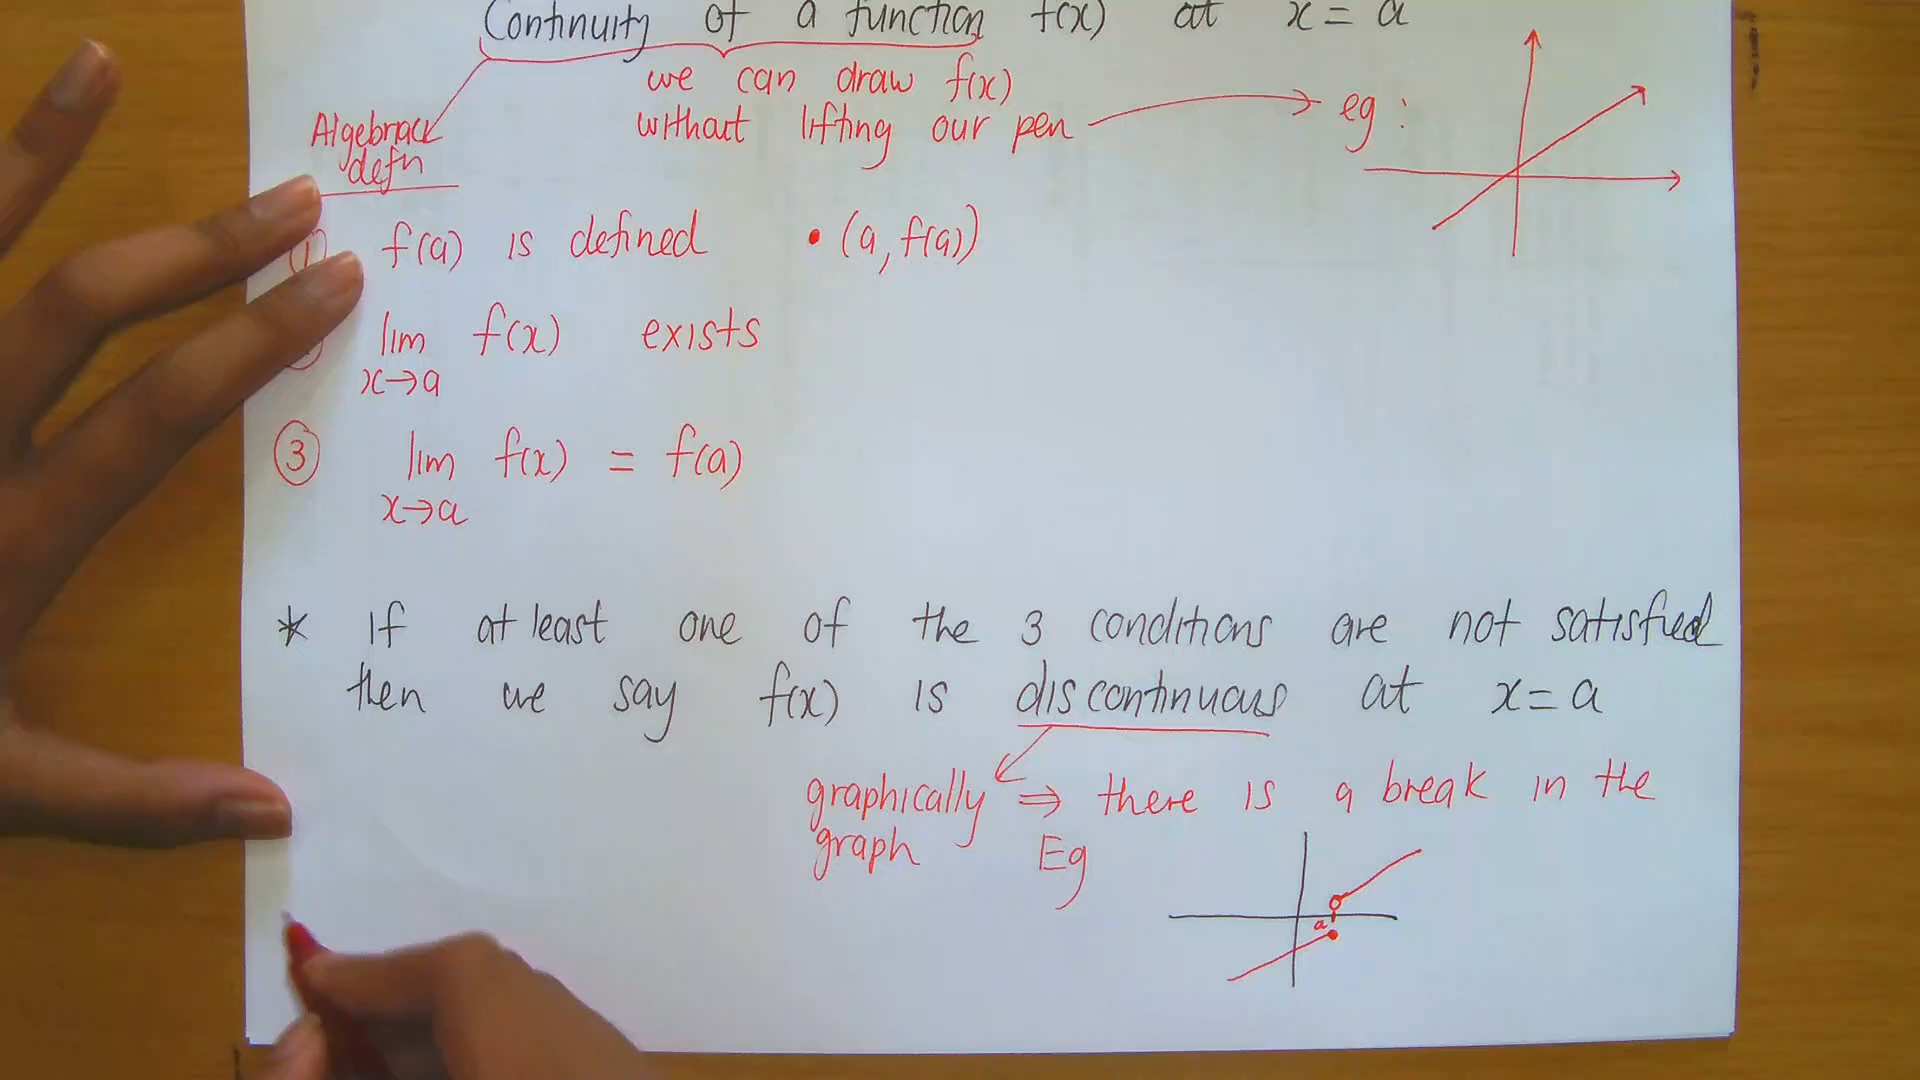 Continuity of a function f(x) at x = a
we can draw f(x)
without lifting our pen → eg :
Algebraic
defn
① f(a) is defined • (a, f(a))
lim f(x) exists
x→a
③ lim f(x) = f(a)
x→a
* If at least one of the 3 conditions are not satisfied
then we say f(x) is discontinuous at x = a
graphically ⇒ there is a break in the
graph Eg
a